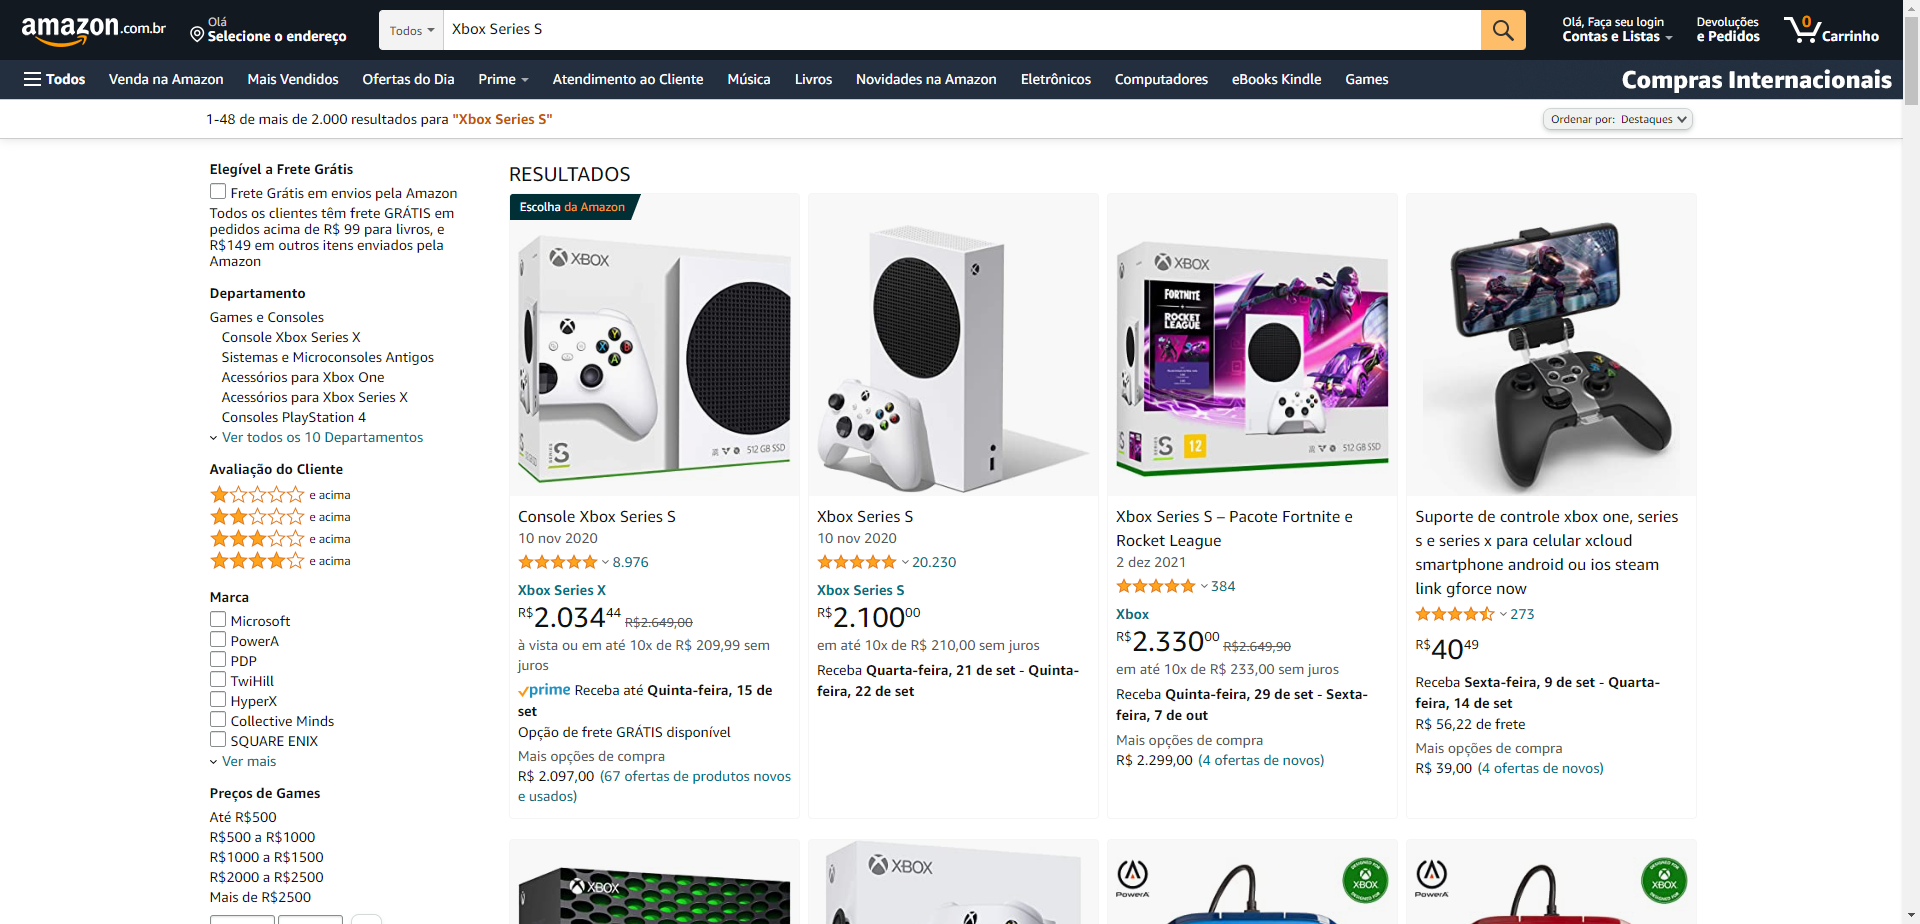 amazon.com.br
Olá
Selecione o endereço
Todos
Xbox Series S
Olá, Faça seu login
Contas e Listas
Devoluções
e Pedidos
0
Carrinho
Todos
Venda na Amazon
Mais Vendidos
Ofertas do Dia
Prime
Atendimento ao Cliente
Música
Livros
Novidades na Amazon
Eletrônicos
Computadores
eBooks Kindle
Games
Compras Internacionais
1-48 de mais de 2.000 resultados para "Xbox Series S"
Ordenar por: Destaques
Elegível a Frete Grátis
Frete Grátis em envios pela Amazon
Todos os clientes têm frete GRÁTIS em
pedidos acima de R$ 99 para livros, e
R$149 em outros itens enviados pela
Amazon
Departamento
Games e Consoles
Console Xbox Series X
Sistemas e Microconsoles Antigos
Acessórios para Xbox One
Acessórios para Xbox Series X
Consoles PlayStation 4
Ver todos os 10 Departamentos
Avaliação do Cliente
e acima
e acima
e acima
e acima
Marca
Microsoft
PowerA
PDP
TwiHill
HyperX
Collective Minds
SQUARE ENIX
Ver mais
Preços de Games
Até R$500
R$500 a R$1000
R$1000 a R$1500
R$2000 a R$2500
Mais de R$2500
RESULTADOS
Escolha da Amazon
XBOX
Y
X B
A
SERIES S
512 GB SSD
Console Xbox Series S
10 nov 2020
8.976
Xbox Series X
R$2.03444 R$2.649,00
à vista ou em até 10x de R$ 209,99 sem
juros
prime Receba até Quinta-feira, 15 de
set
Opção de frete GRÁTIS disponível
Mais opções de compra
R$ 2.097,00 (67 ofertas de produtos novos
e usados)
Xbox Series S
10 nov 2020
20.230
Xbox Series S
R$2.10000
em até 10x de R$ 210,00 sem juros
Receba Quarta-feira, 21 de set - Quinta-
feira, 22 de set
XBOX
FORTNITE
+
ROCKET
LEAGUE
SERIES S
12
512 GB SSD
Xbox Series S – Pacote Fortnite e
Rocket League
2 dez 2021
384
Xbox
R$2.33000 R$2.649,90
em até 10x de R$ 233,00 sem juros
Receba Quinta-feira, 29 de set - Sexta-
feira, 7 de out
Mais opções de compra
R$ 2.299,00 (4 ofertas de novos)
Suporte de controle xbox one, series
s e series x para celular xcloud
smartphone android ou ios steam
link gforce now
273
R$4049
Receba Sexta-feira, 9 de set - Quarta-
feira, 14 de set
R$ 56,22 de frete
Mais opções de compra
R$ 39,00 (4 ofertas de novos)
XBOX
XBOX
POWERA
DESIGNED FOR
XBOX
POWERA
DESIGNED FOR
XBOX